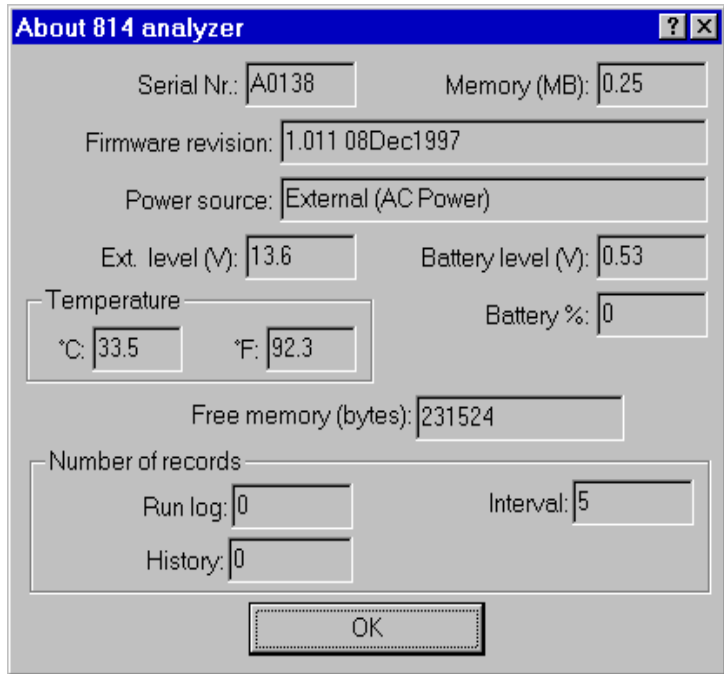 About 814 analyzer
Serial Nr.: A0138 Memory (MB): 0.25
Firmware revision: 1.011 08Dec1997
Power source: External (AC Power)
Ext. level (V): 13.6 Battery level (V): 0.53
Temperature
Battery %: 0
°C: 33.5 °F: 92.3
Free memory (bytes): 231524
Number of records
Run log: 0 Interval: 5
History: 0
OK